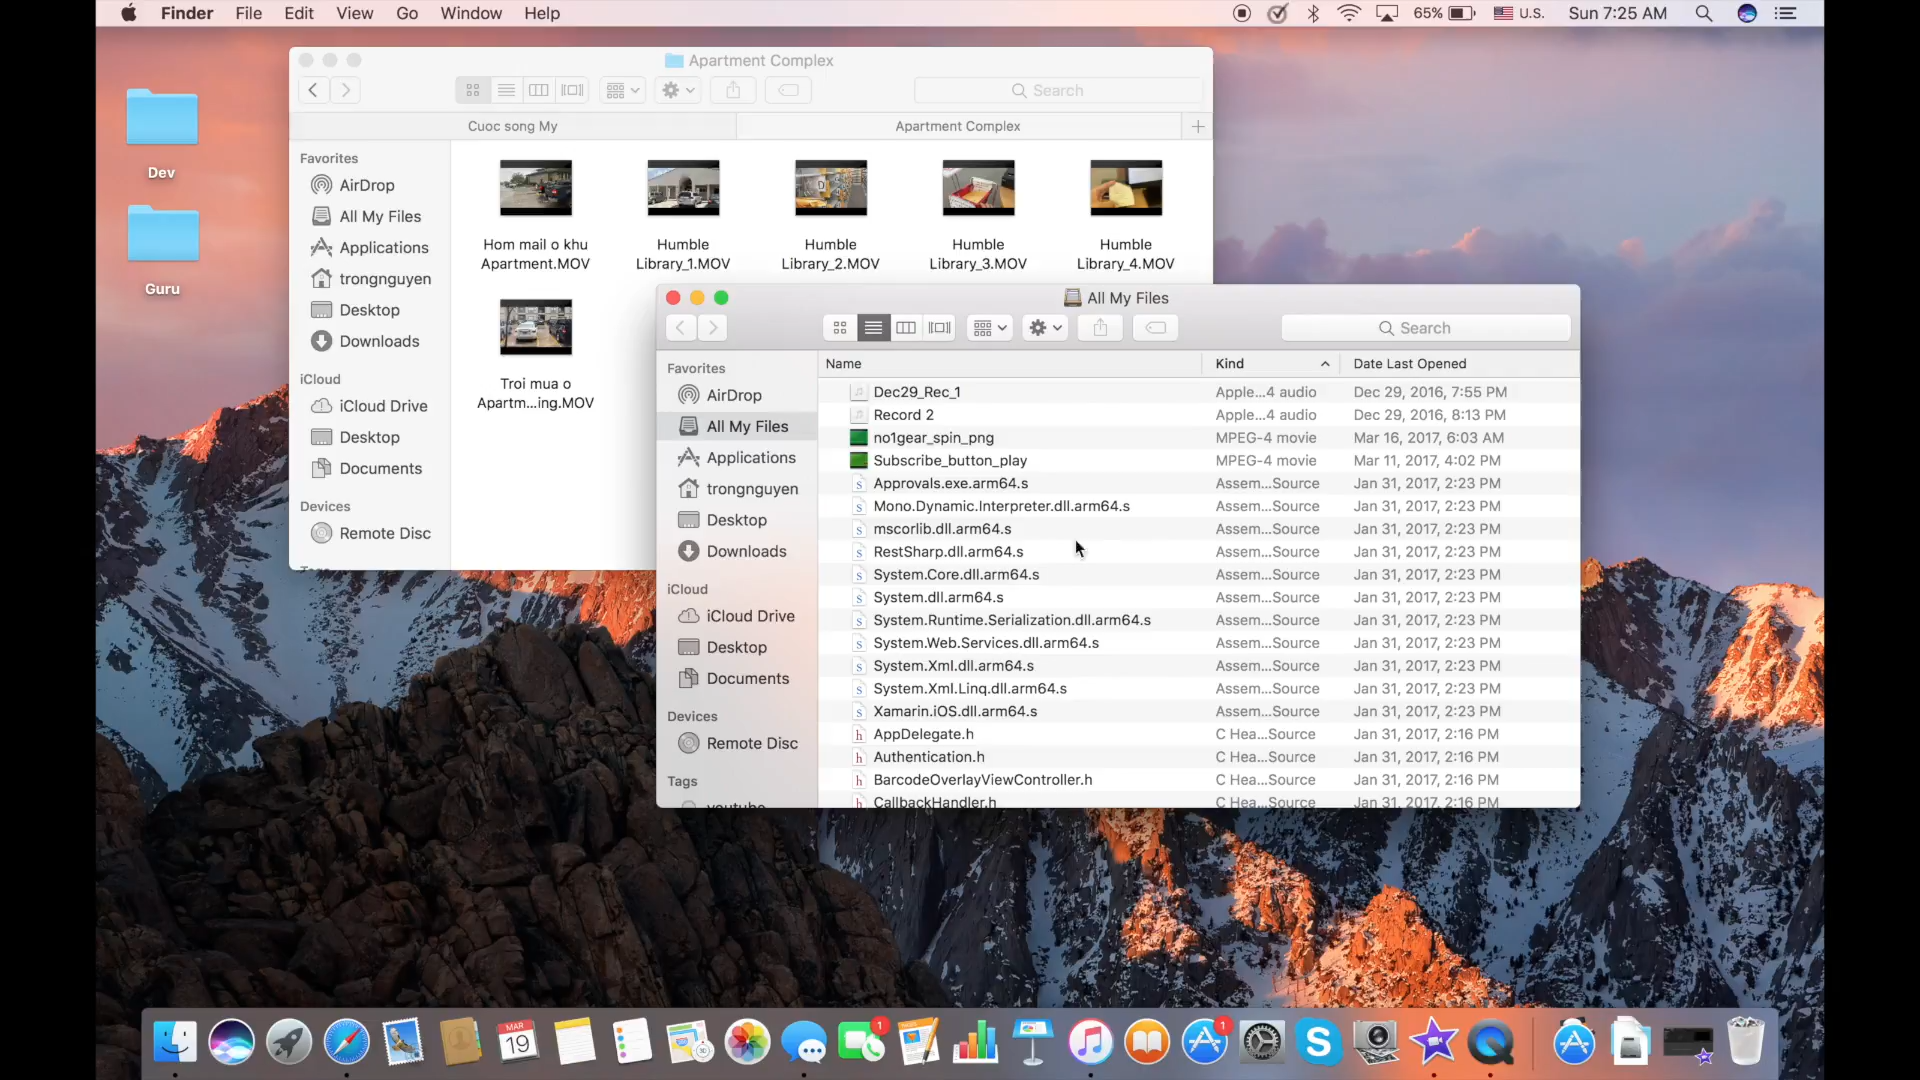 Finder File Edit View Go Window Help 65% U.S. Sun 7:25 AM
Dev
Guru
Apartment Complex
Search
Cuoc song My Apartment Complex
Favorites
AirDrop
All My Files
Applications
trongnguyen
Desktop
Downloads
iCloud
iCloud Drive
Desktop
Documents
Devices
Remote Disc
Hom mail o khu
Apartment.MOV
Humble
Library_1.MOV
Humble
Library_2.MOV
Humble
Library_3.MOV
Humble
Library_4.MOV
Troi mua o
Apartm...ing.MOV
All My Files
Search
Favorites
AirDrop
All My Files
Applications
trongnguyen
Desktop
Downloads
iCloud
iCloud Drive
Desktop
Documents
Devices
Remote Disc
Tags
youtube
Name Kind Date Last Opened
Dec29_Rec_1 Apple...4 audio Dec 29, 2016, 7:55 PM
Record 2 Apple...4 audio Dec 29, 2016, 8:13 PM
no1gear_spin_png MPEG-4 movie Mar 16, 2017, 6:03 AM
Subscribe_button_play MPEG-4 movie Mar 11, 2017, 4:02 PM
Approvals.exe.arm64.s Assem...Source Jan 31, 2017, 2:23 PM
Mono.Dynamic.Interpreter.dll.arm64.s Assem...Source Jan 31, 2017, 2:23 PM
mscorlib.dll.arm64.s Assem...Source Jan 31, 2017, 2:23 PM
RestSharp.dll.arm64.s Assem...Source Jan 31, 2017, 2:23 PM
System.Core.dll.arm64.s Assem...Source Jan 31, 2017, 2:23 PM
System.dll.arm64.s Assem...Source Jan 31, 2017, 2:23 PM
System.Runtime.Serialization.dll.arm64.s Assem...Source Jan 31, 2017, 2:23 PM
System.Web.Services.dll.arm64.s Assem...Source Jan 31, 2017, 2:23 PM
System.Xml.dll.arm64.s Assem...Source Jan 31, 2017, 2:23 PM
System.Xml.Linq.dll.arm64.s Assem...Source Jan 31, 2017, 2:23 PM
Xamarin.iOS.dll.arm64.s Assem...Source Jan 31, 2017, 2:23 PM
AppDelegate.h C Hea...Source Jan 31, 2017, 2:16 PM
Authentication.h C Hea...Source Jan 31, 2017, 2:16 PM
BarcodeOverlayViewController.h C Hea...Source Jan 31, 2017, 2:16 PM
CallbackHandler.h C Hea...Source Jan 31, 2017, 2:16 PM
MAR
19
1
1